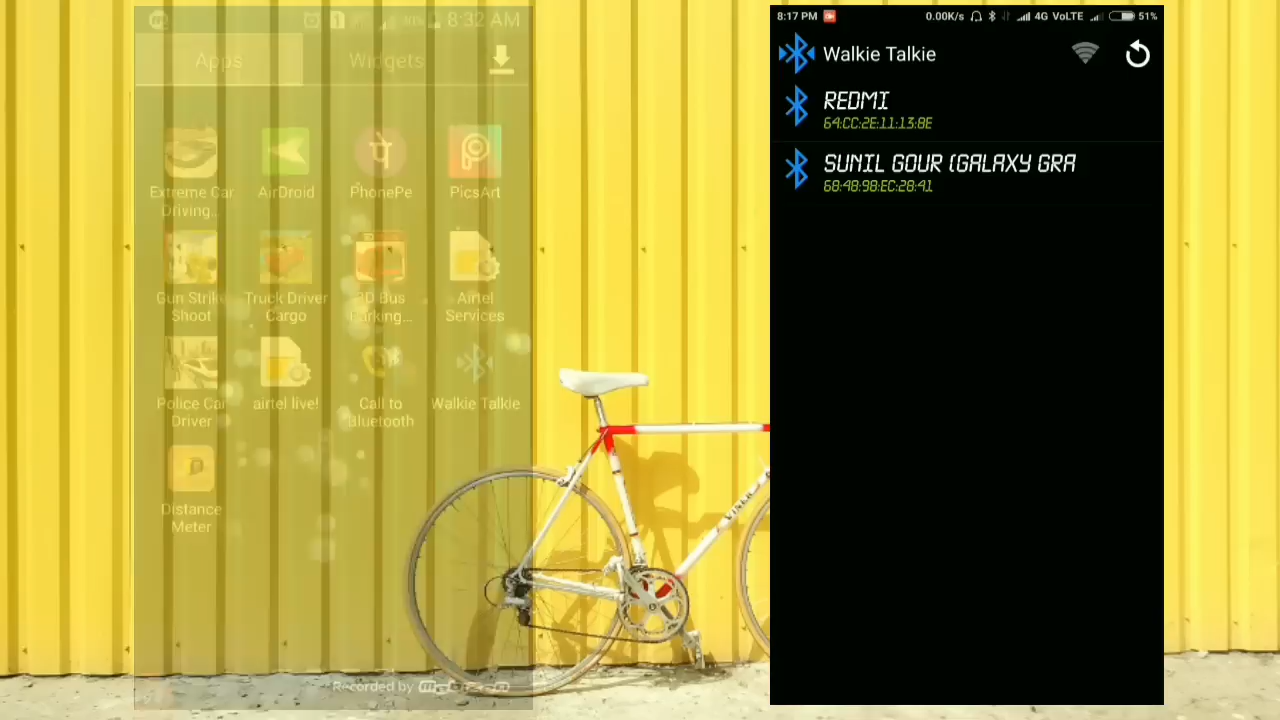 8:32 AM
Apps
Widgets
Extreme Car
Driving...
AirDroid
PhonePe
PicsArt
Gun Strike
Shoot
Truck Driver
Cargo
3D Bus
Parking...
Airtel
Services
Police Car
Driver
airtel live!
Call to
Bluetooth
Walkie Talkie
Distance
Meter
Recorded by
VINER
8:17 PM
0.00K/s
4G VoLTE
51%
Walkie Talkie
REDMI
64:CC:2E:11:13:8E
SUNIL GOUR (GALAXY GRA
68:48:98:EC:28:41